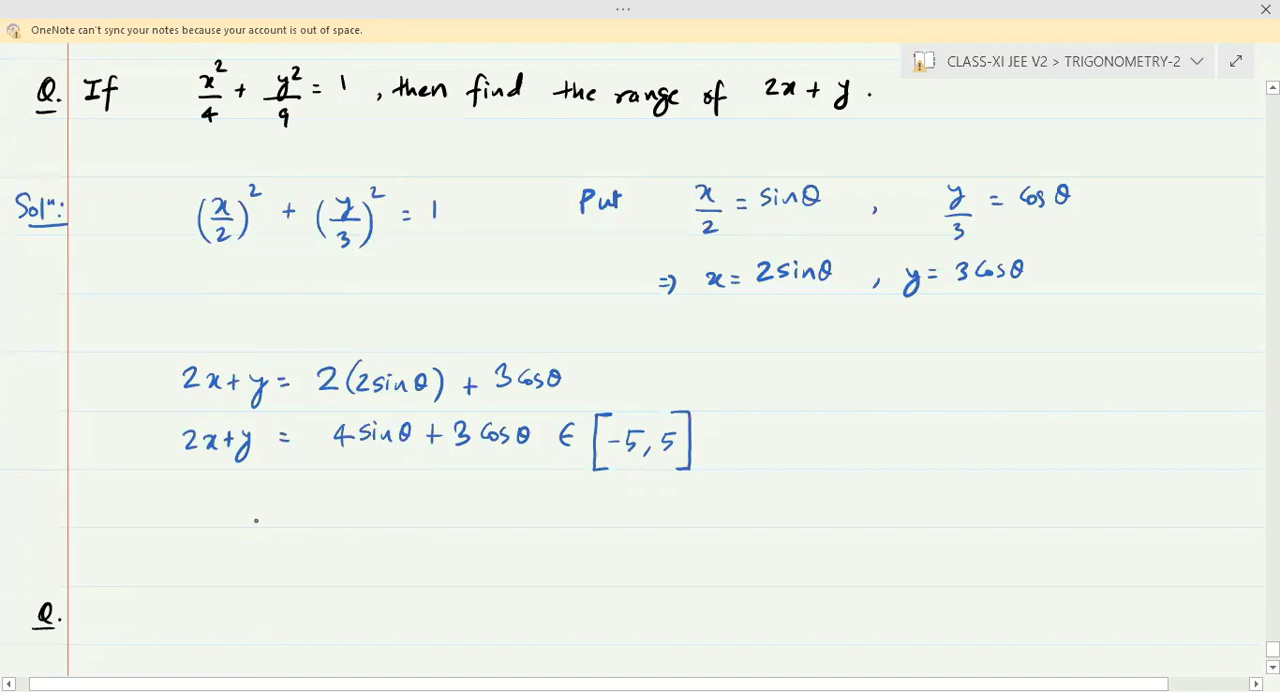 ...
OneNote can't sync your notes because your account is out of space.
CLASS-XI JEE V2 > TRIGONOMETRY-2
Q. If x²/4 + y²/9 = 1 , then find the range of 2x + y .
Solⁿ: (x/2)² + (y/3)² = 1 Put x/2 = sinθ , y/3 = cosθ
⇒ x = 2sinθ , y = 3cosθ
2x+y = 2(2sinθ) + 3cosθ
2x+y = 4sinθ + 3cosθ ∈ [-5, 5]
Q.